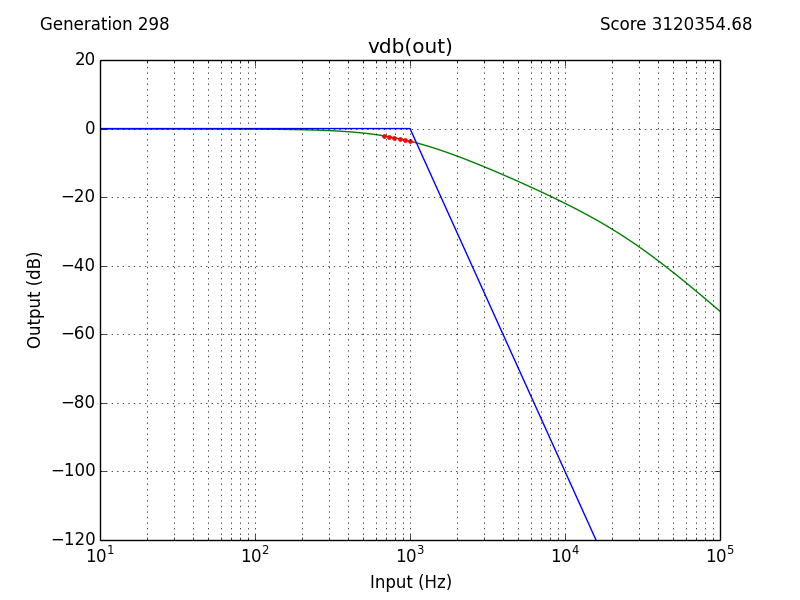 Generation 298
Score 3120354.68
vdb(out)
20
0
−20
−40
−60
−80
−100
−120
Output (dB)
10^1
10^2
10^3
10^4
10^5
Input (Hz)